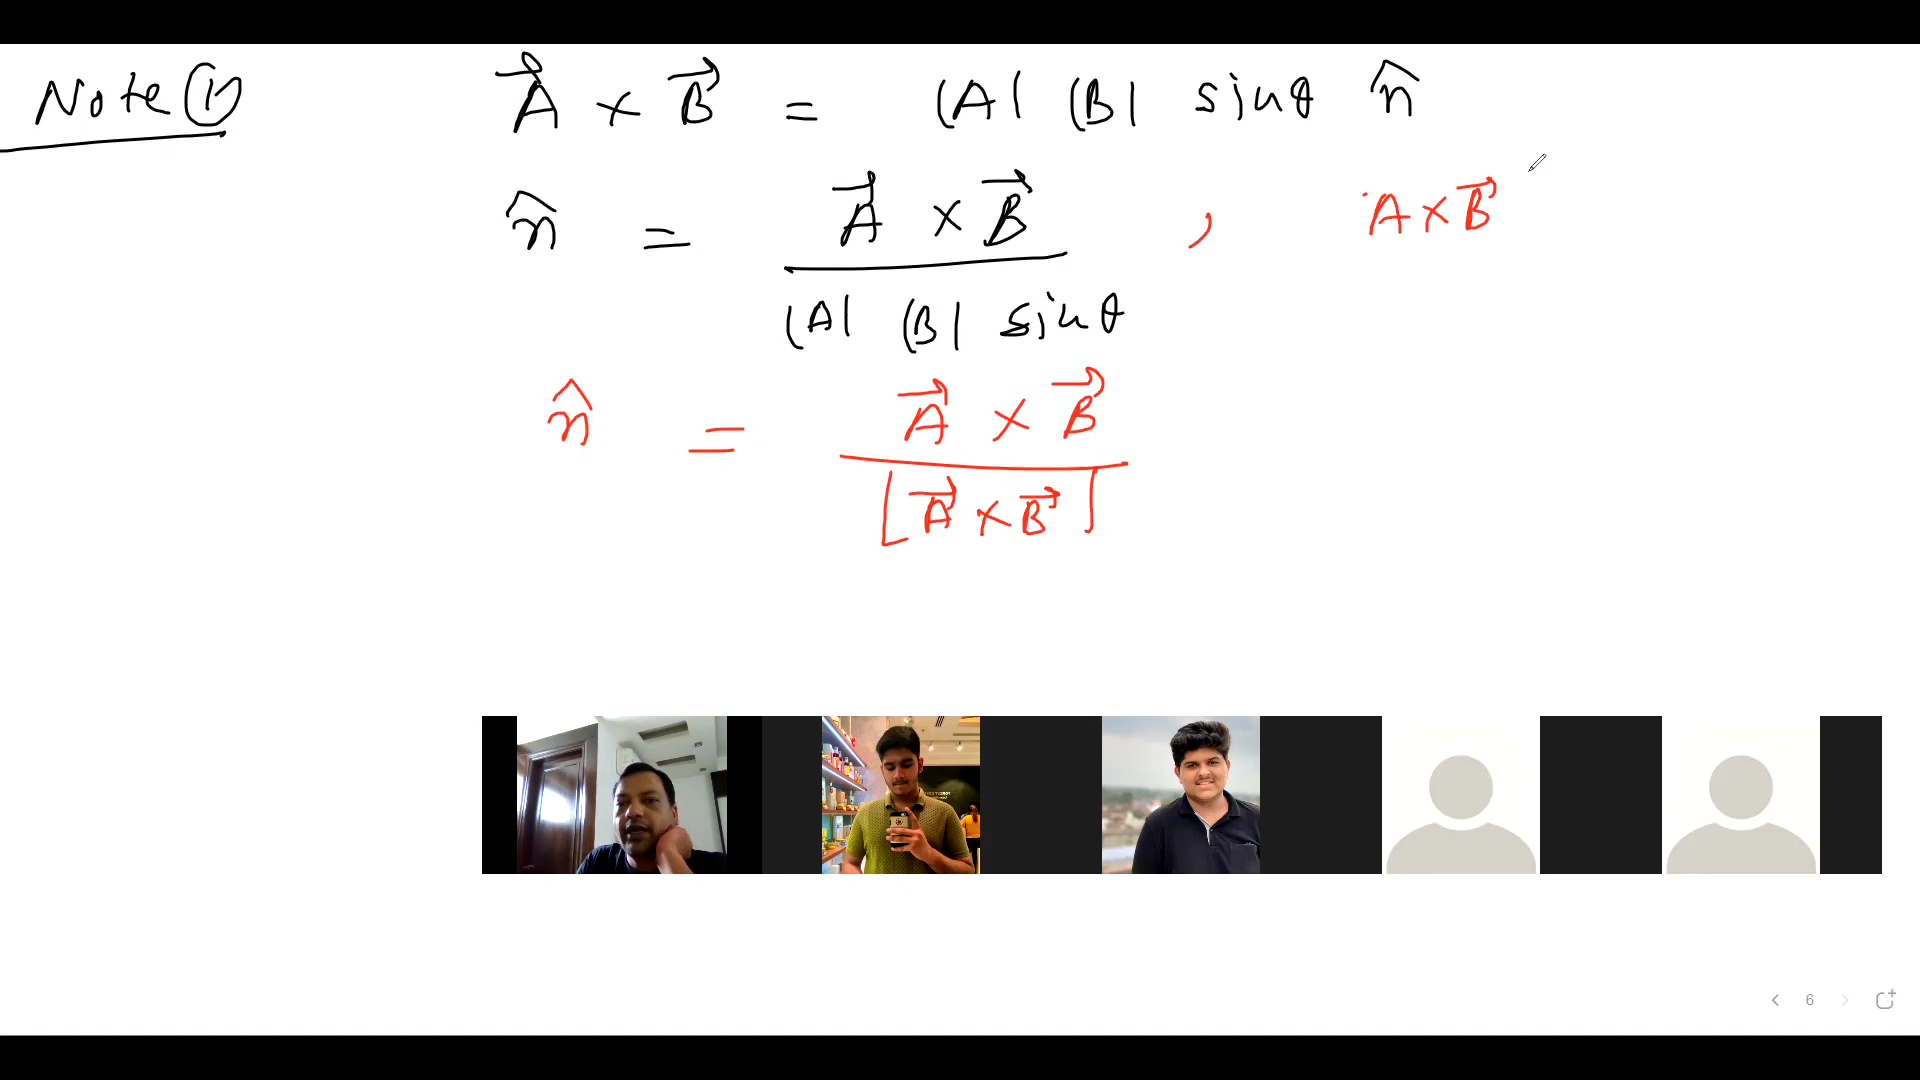 Note ① A⃗ × B⃗ = |A| |B| sinθ n̂
n̂ = A⃗ × B⃗ , A × B⃗
|A| |B| sinθ
n̂ = A⃗ × B⃗
[A⃗ × B⃗]
6